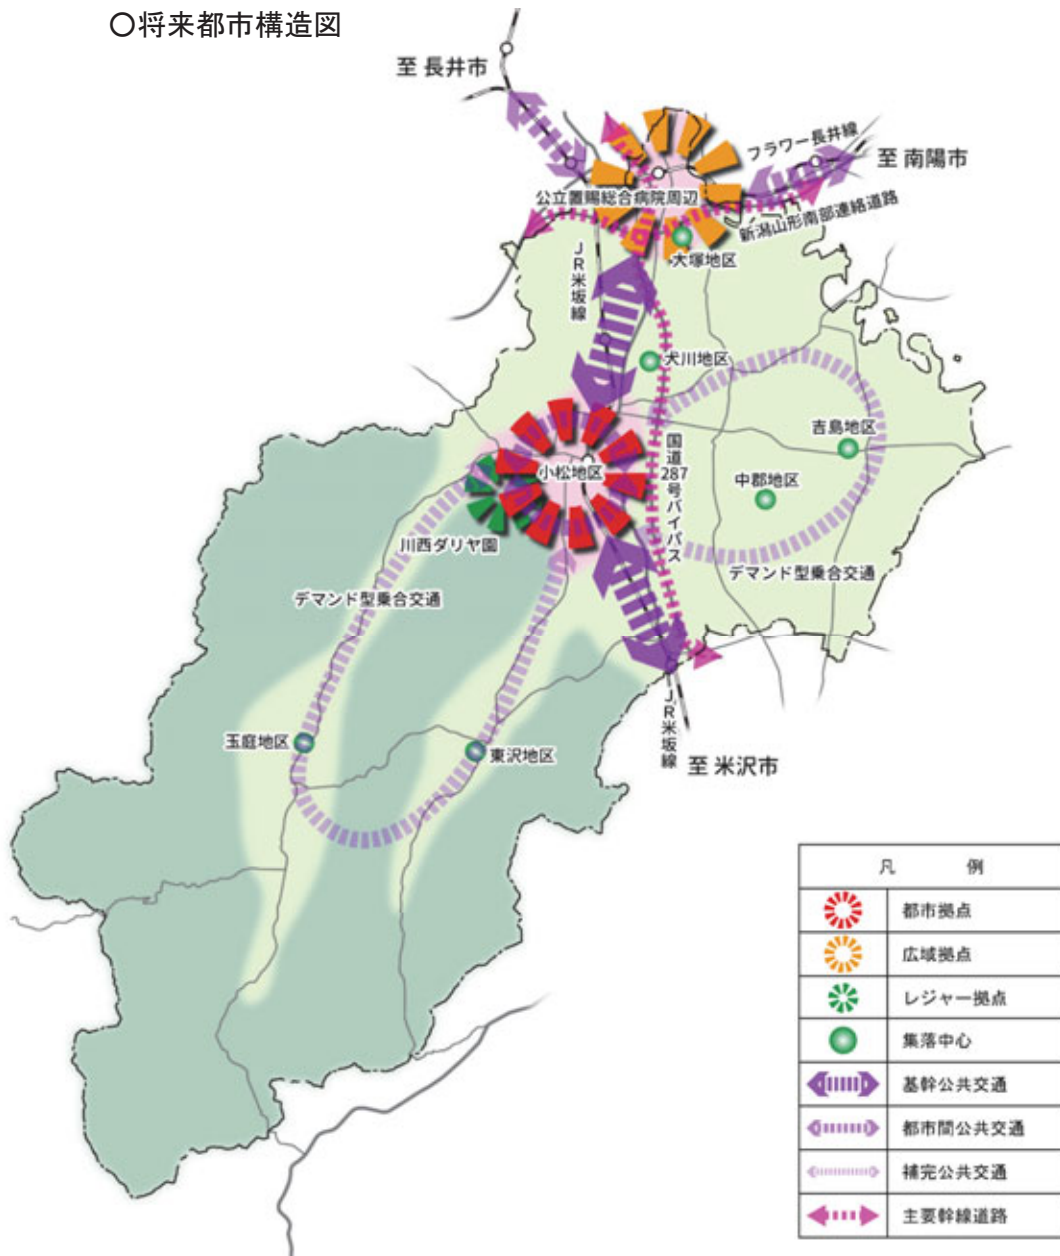 〇将来都市構造図
至 長井市
フラワー長井線
至 南陽市
公立置賜総合病院周辺
新潟山形南部連絡道路
大塚地区
JR米坂線
犬川地区
吉島地区
国道287号バイパス
小松地区
中郡地区
川西ダリヤ園
デマンド型乗合交通
デマンド型乗合交通
玉庭地区
東沢地区
JR米坂線
至 米沢市
凡 例
都市拠点
広域拠点
レジャー拠点
集落中心
基幹公共交通
都市間公共交通
補完公共交通
主要幹線道路